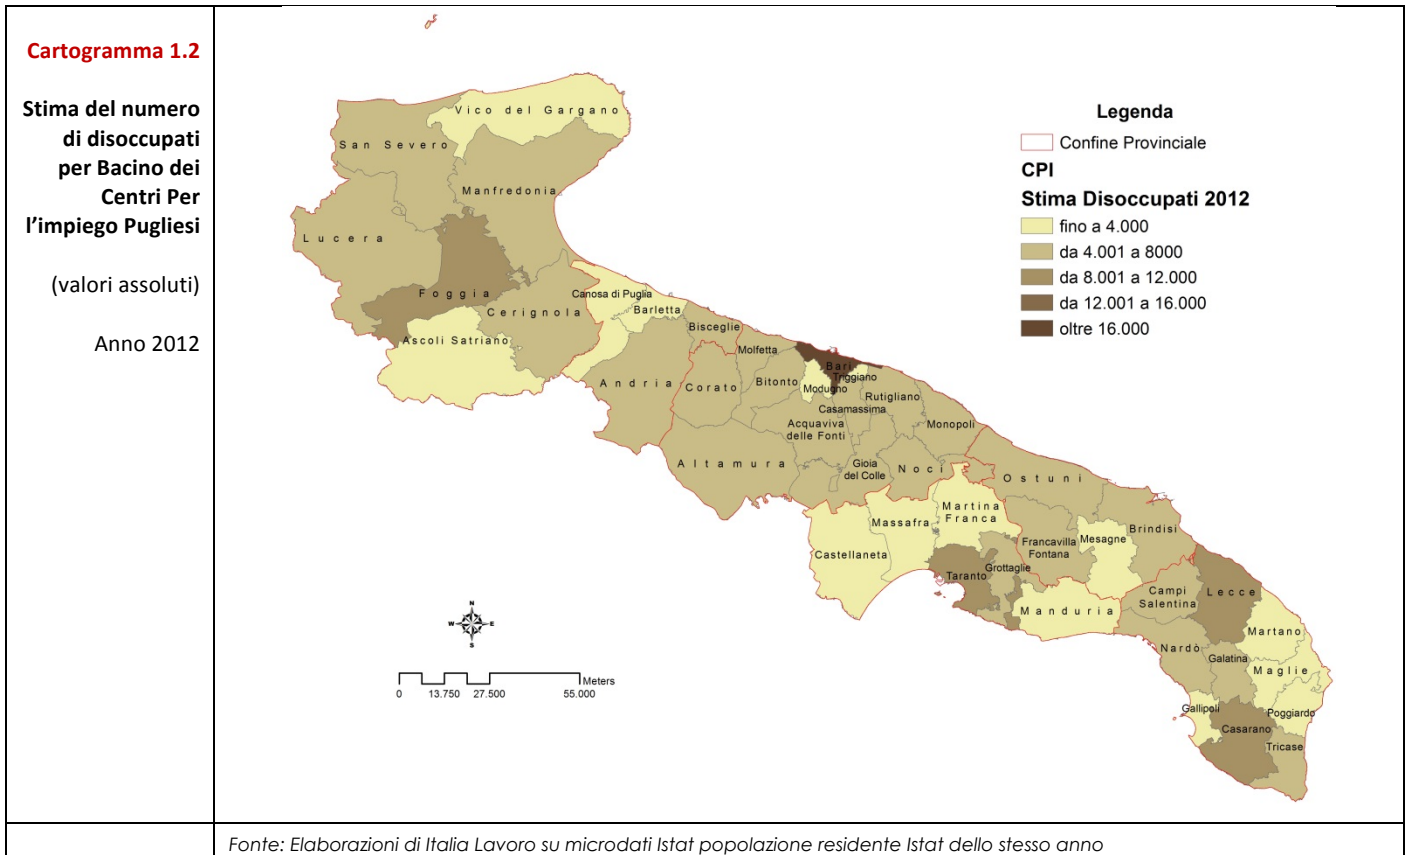 Cartogramma 1.2
Stima del numero
di disoccupati
per Bacino dei
Centri Per
l’impiego Pugliesi
(valori assoluti)
Anno 2012
Legenda
Confine Provinciale
CPI
Stima Disoccupati 2012
fino a 4.000
da 4.001 a 8000
da 8.001 a 12.000
da 12.001 a 16.000
oltre 16.000
Vico del Gargano
San Severo
Manfredonia
Lucera
Foggia
Cerignola
Ascoli Satriano
Canosa di Puglia
Barletta
Bisceglie
Andria
Corato
Molfetta
Bitonto
Bari
Triggiano
Modugno
Rutigliano
Casamassima
Acquaviva
delle Fonti
Monopoli
Altamura
Gioia
del Colle
Noci
Ostuni
Martina
Franca
Massafra
Castellaneta
Brindisi
Francavilla
Fontana
Mesagne
Taranto
Grottaglie
Manduria
Campi
Salentina
Lecce
Martano
Nardò
Galatina
Maglie
Gallipoli
Poggiardo
Casarano
Tricase
N
W
E
S
Meters
0 13.750 27.500 55.000
Fonte: Elaborazioni di Italia Lavoro su microdati Istat popolazione residente Istat dello stesso anno